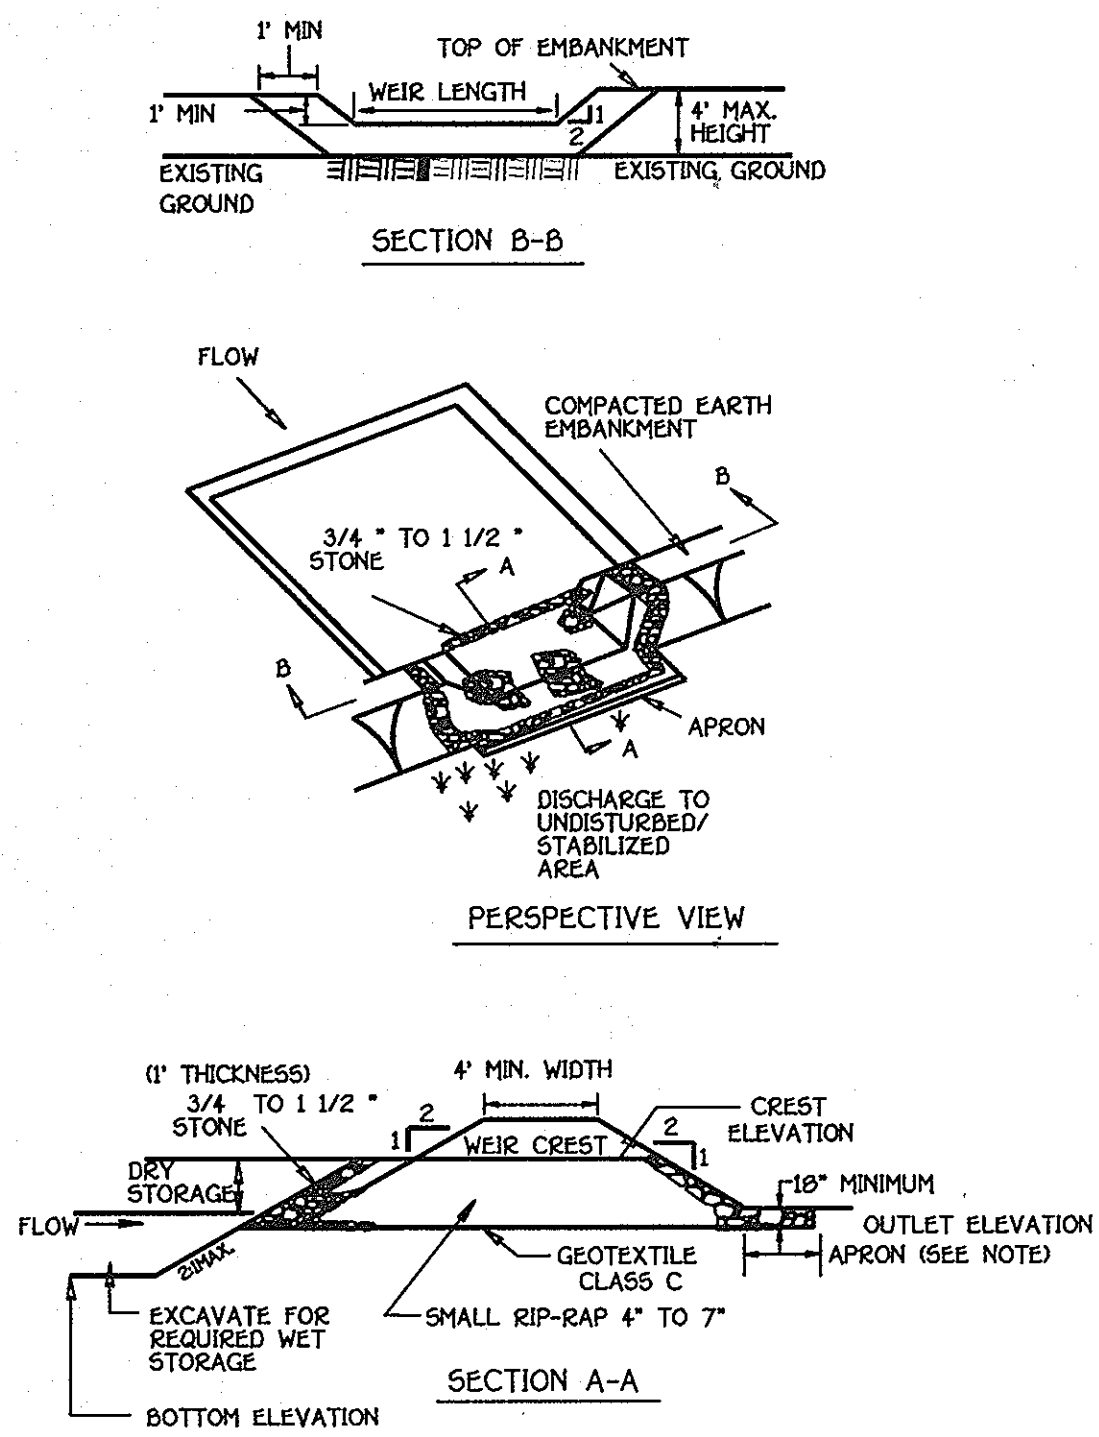 1' MIN
TOP OF EMBANKMENT
WEIR LENGTH
1' MIN
1
2
4' MAX.
HEIGHT
EXISTING
GROUND
EXISTING GROUND
SECTION B-B
FLOW
COMPACTED EARTH
EMBANKMENT
B
3/4 " TO 1 1/2 "
STONE
A
B
APRON
A
DISCHARGE TO
UNDISTURBED/
STABILIZED
AREA
PERSPECTIVE VIEW
(1' THICKNESS)
3/4 TO 1 1/2 "
STONE
4' MIN. WIDTH
2
1
WEIR CREST
2
1
CREST
ELEVATION
DRY
STORAGE
18" MINIMUM
FLOW
OUTLET ELEVATION
2:1MAX.
GEOTEXTILE
CLASS C
APRON (SEE NOTE)
EXCAVATE FOR
REQUIRED WET
STORAGE
SMALL RIP-RAP 4" TO 7"
SECTION A-A
BOTTOM ELEVATION